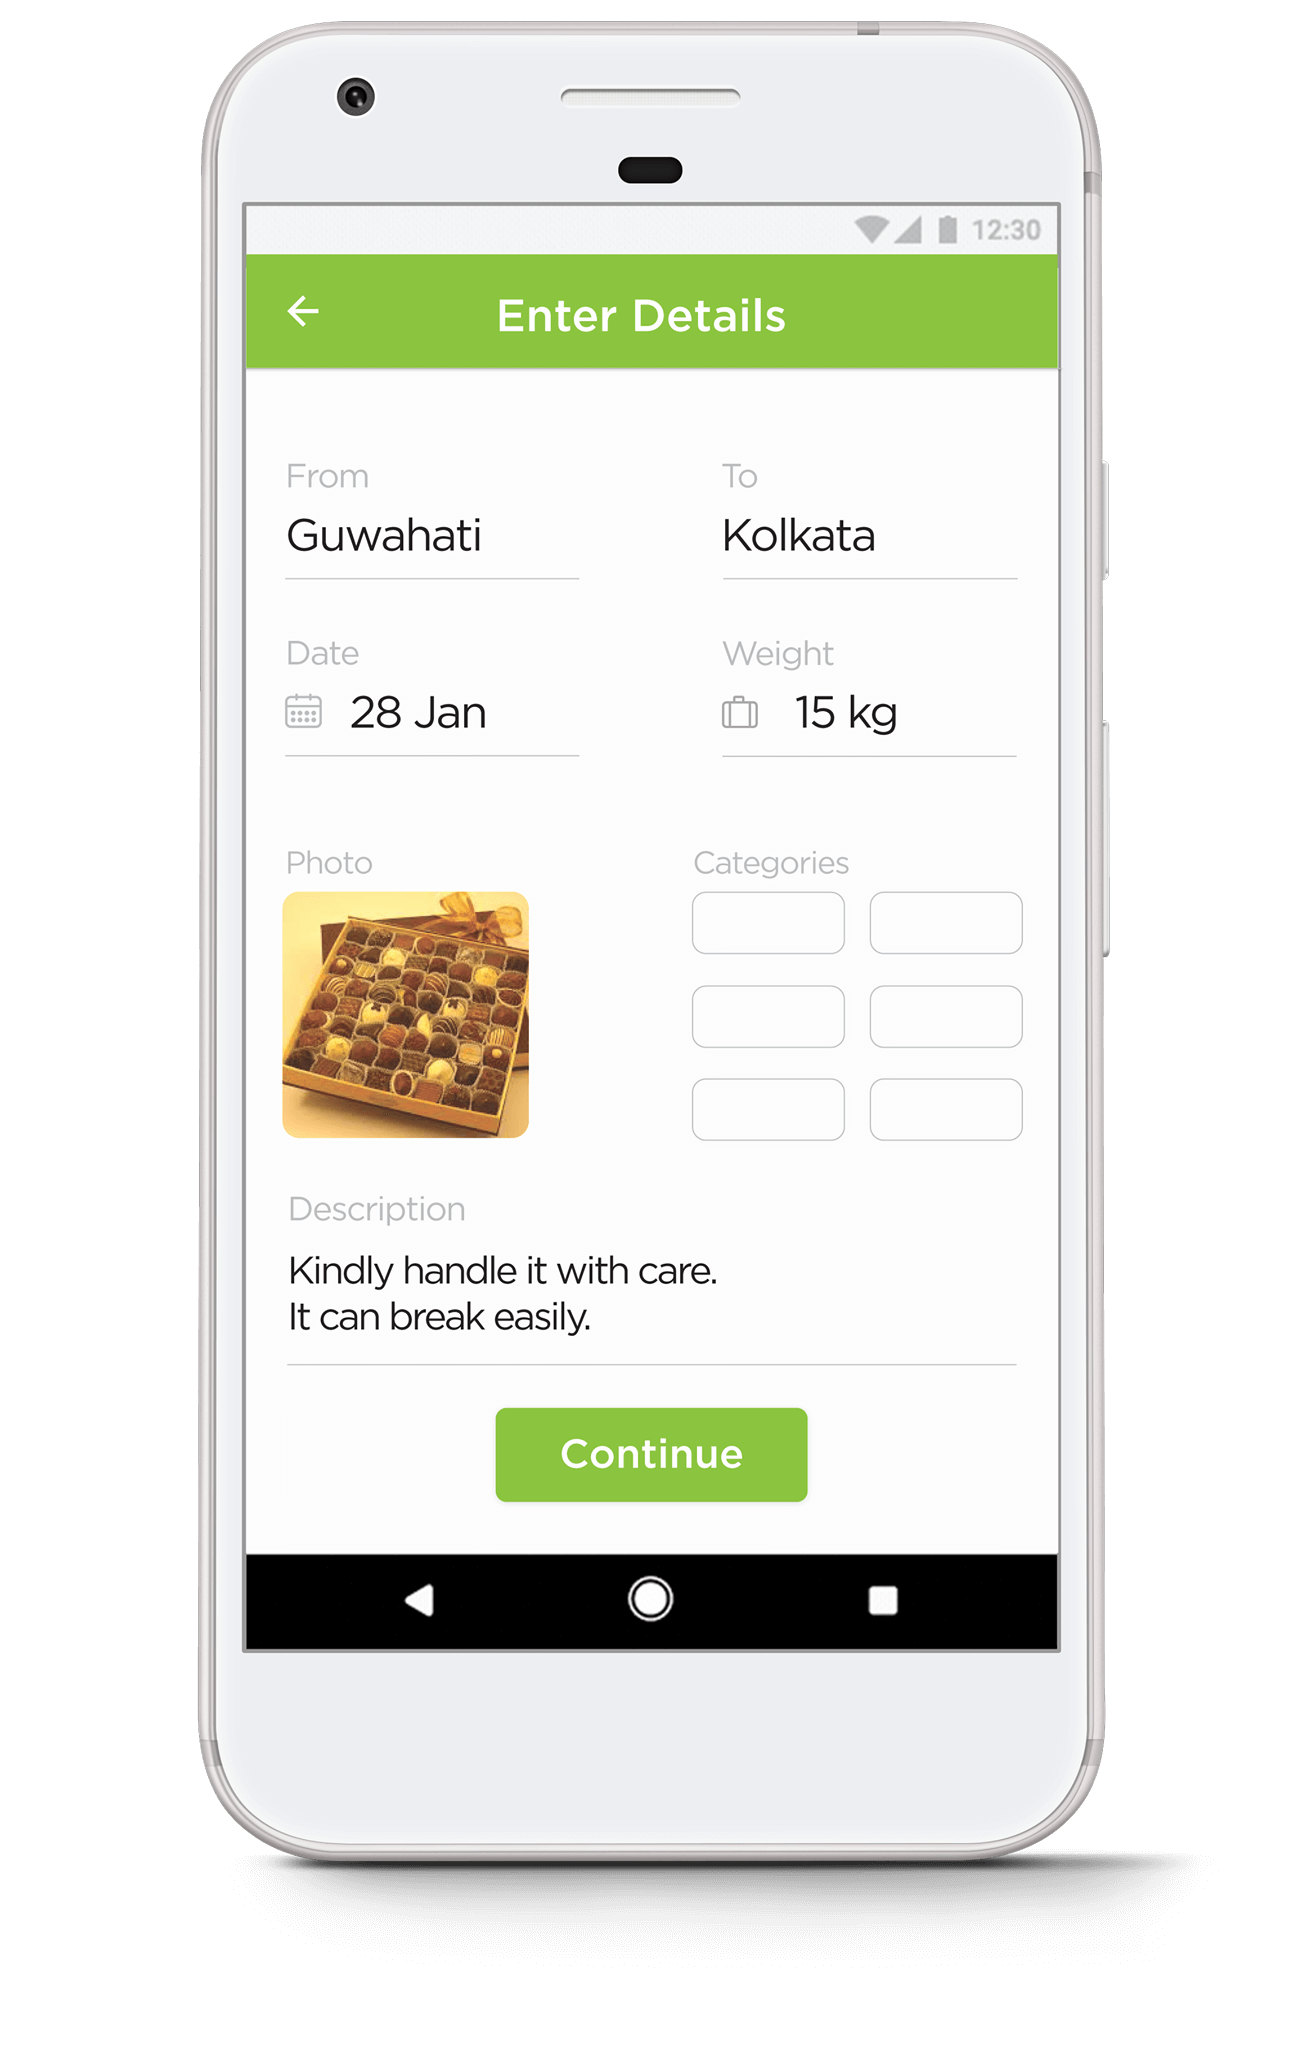 12:30
Enter Details
From
To
Guwahati
Kolkata
Date
Weight
28 Jan
15 kg
Photo
Categories
Description
Kindly handle it with care.
It can break easily.
Continue